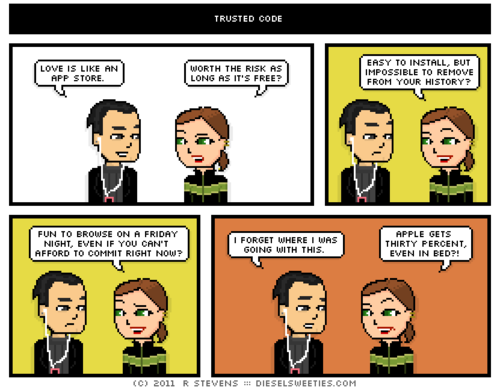 TRUSTED CODE
LOVE IS LIKE AN
APP STORE.
WORTH THE RISK AS
LONG AS IT'S FREE?
EASY TO INSTALL, BUT
IMPOSSIBLE TO REMOVE
FROM YOUR HISTORY?
FUN TO BROWSE ON A FRIDAY
NIGHT, EVEN IF YOU CAN'T
AFFORD TO COMMIT RIGHT NOW?
I FORGET WHERE I WAS
GOING WITH THIS.
APPLE GETS
THIRTY PERCENT,
EVEN IN BED?!
(C) 2011 R STEVENS ::: DIESELSWEETIES.COM